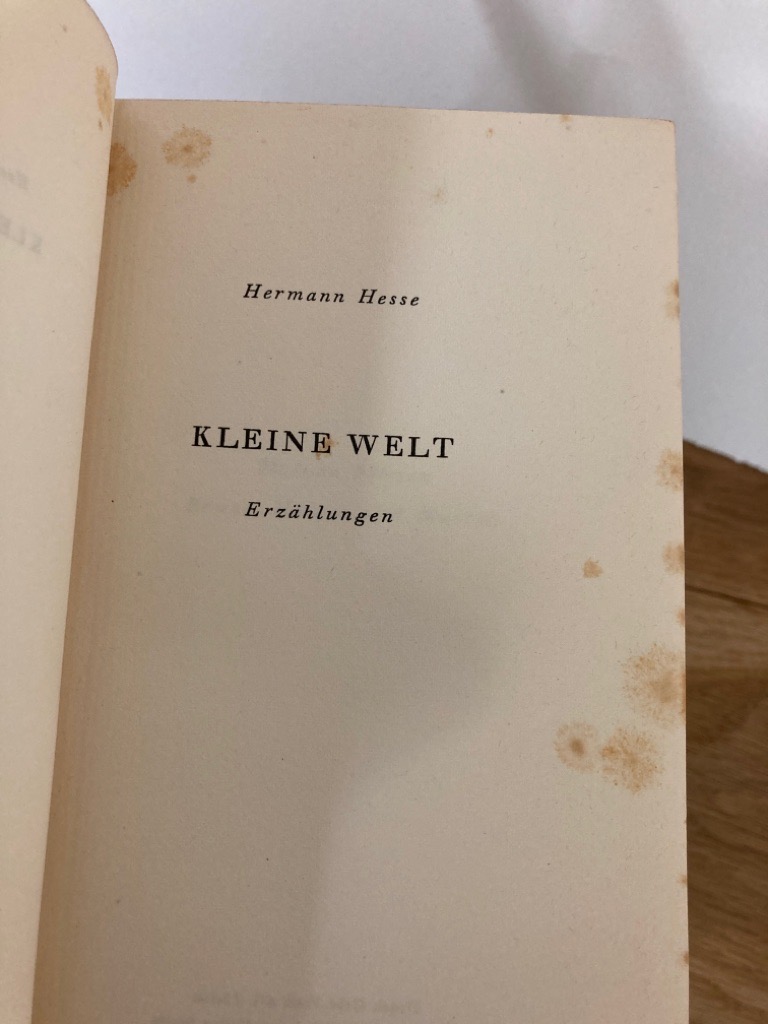 Hermann Hesse
KLEINE WELT
Erzählungen